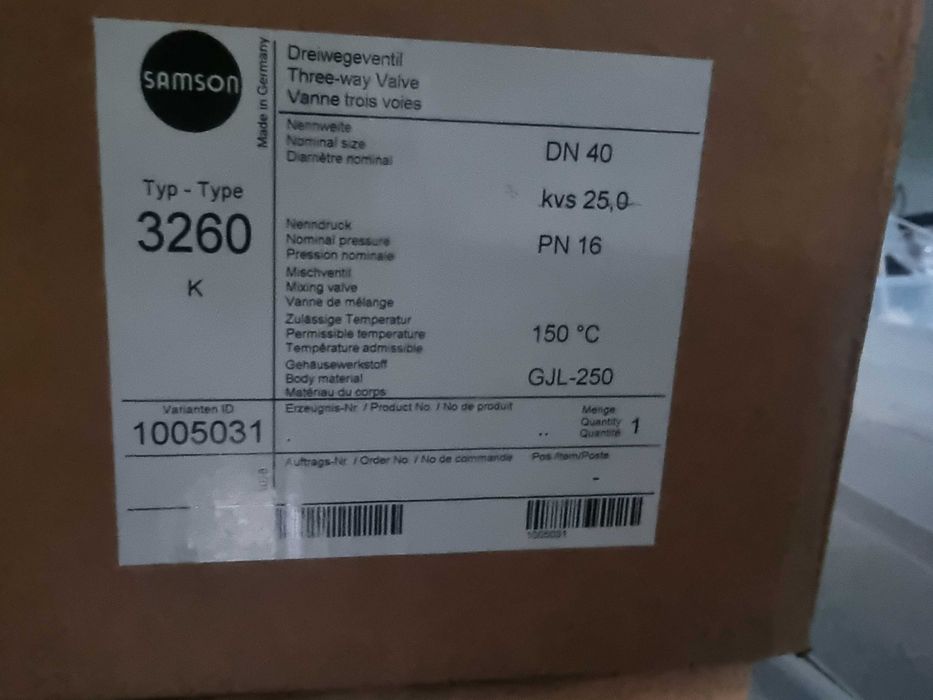 SAMSON
Made in Germany
Typ - Type
3260
K
Dreiwegeventil
Three-way Valve
Vanne trois voies
Nennweite
Nominal size
Diamètre nominal
DN 40
kvs 25,0
Nenndruck
Nominal pressure
Pression nominale
PN 16
Mischventil
Mixing valve
Vanne de mélange
Zulässige Temperatur
Permissible temperature
Température admissible
150 °C
Gehäusewerkstoff
Body material
Matériau du corps
GJL-250
Varianten ID
1005031
Erzeugnis-Nr. / Product No. / No de produit
. ..
Menge
Quantity
Quantité
1
Auftrags-Nr. / Order No. / No de commande
Pos./Item/Poste
-
1005031